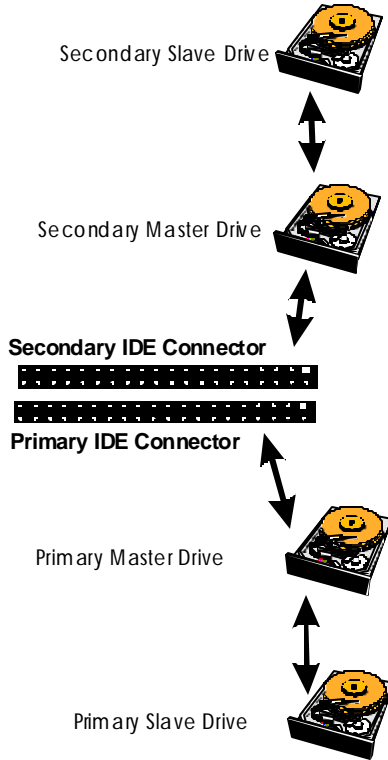 Secondary Slave Drive
Secondary Master Drive
Secondary IDE Connector
Primary IDE Connector
Primary Master Drive
Primary Slave Drive